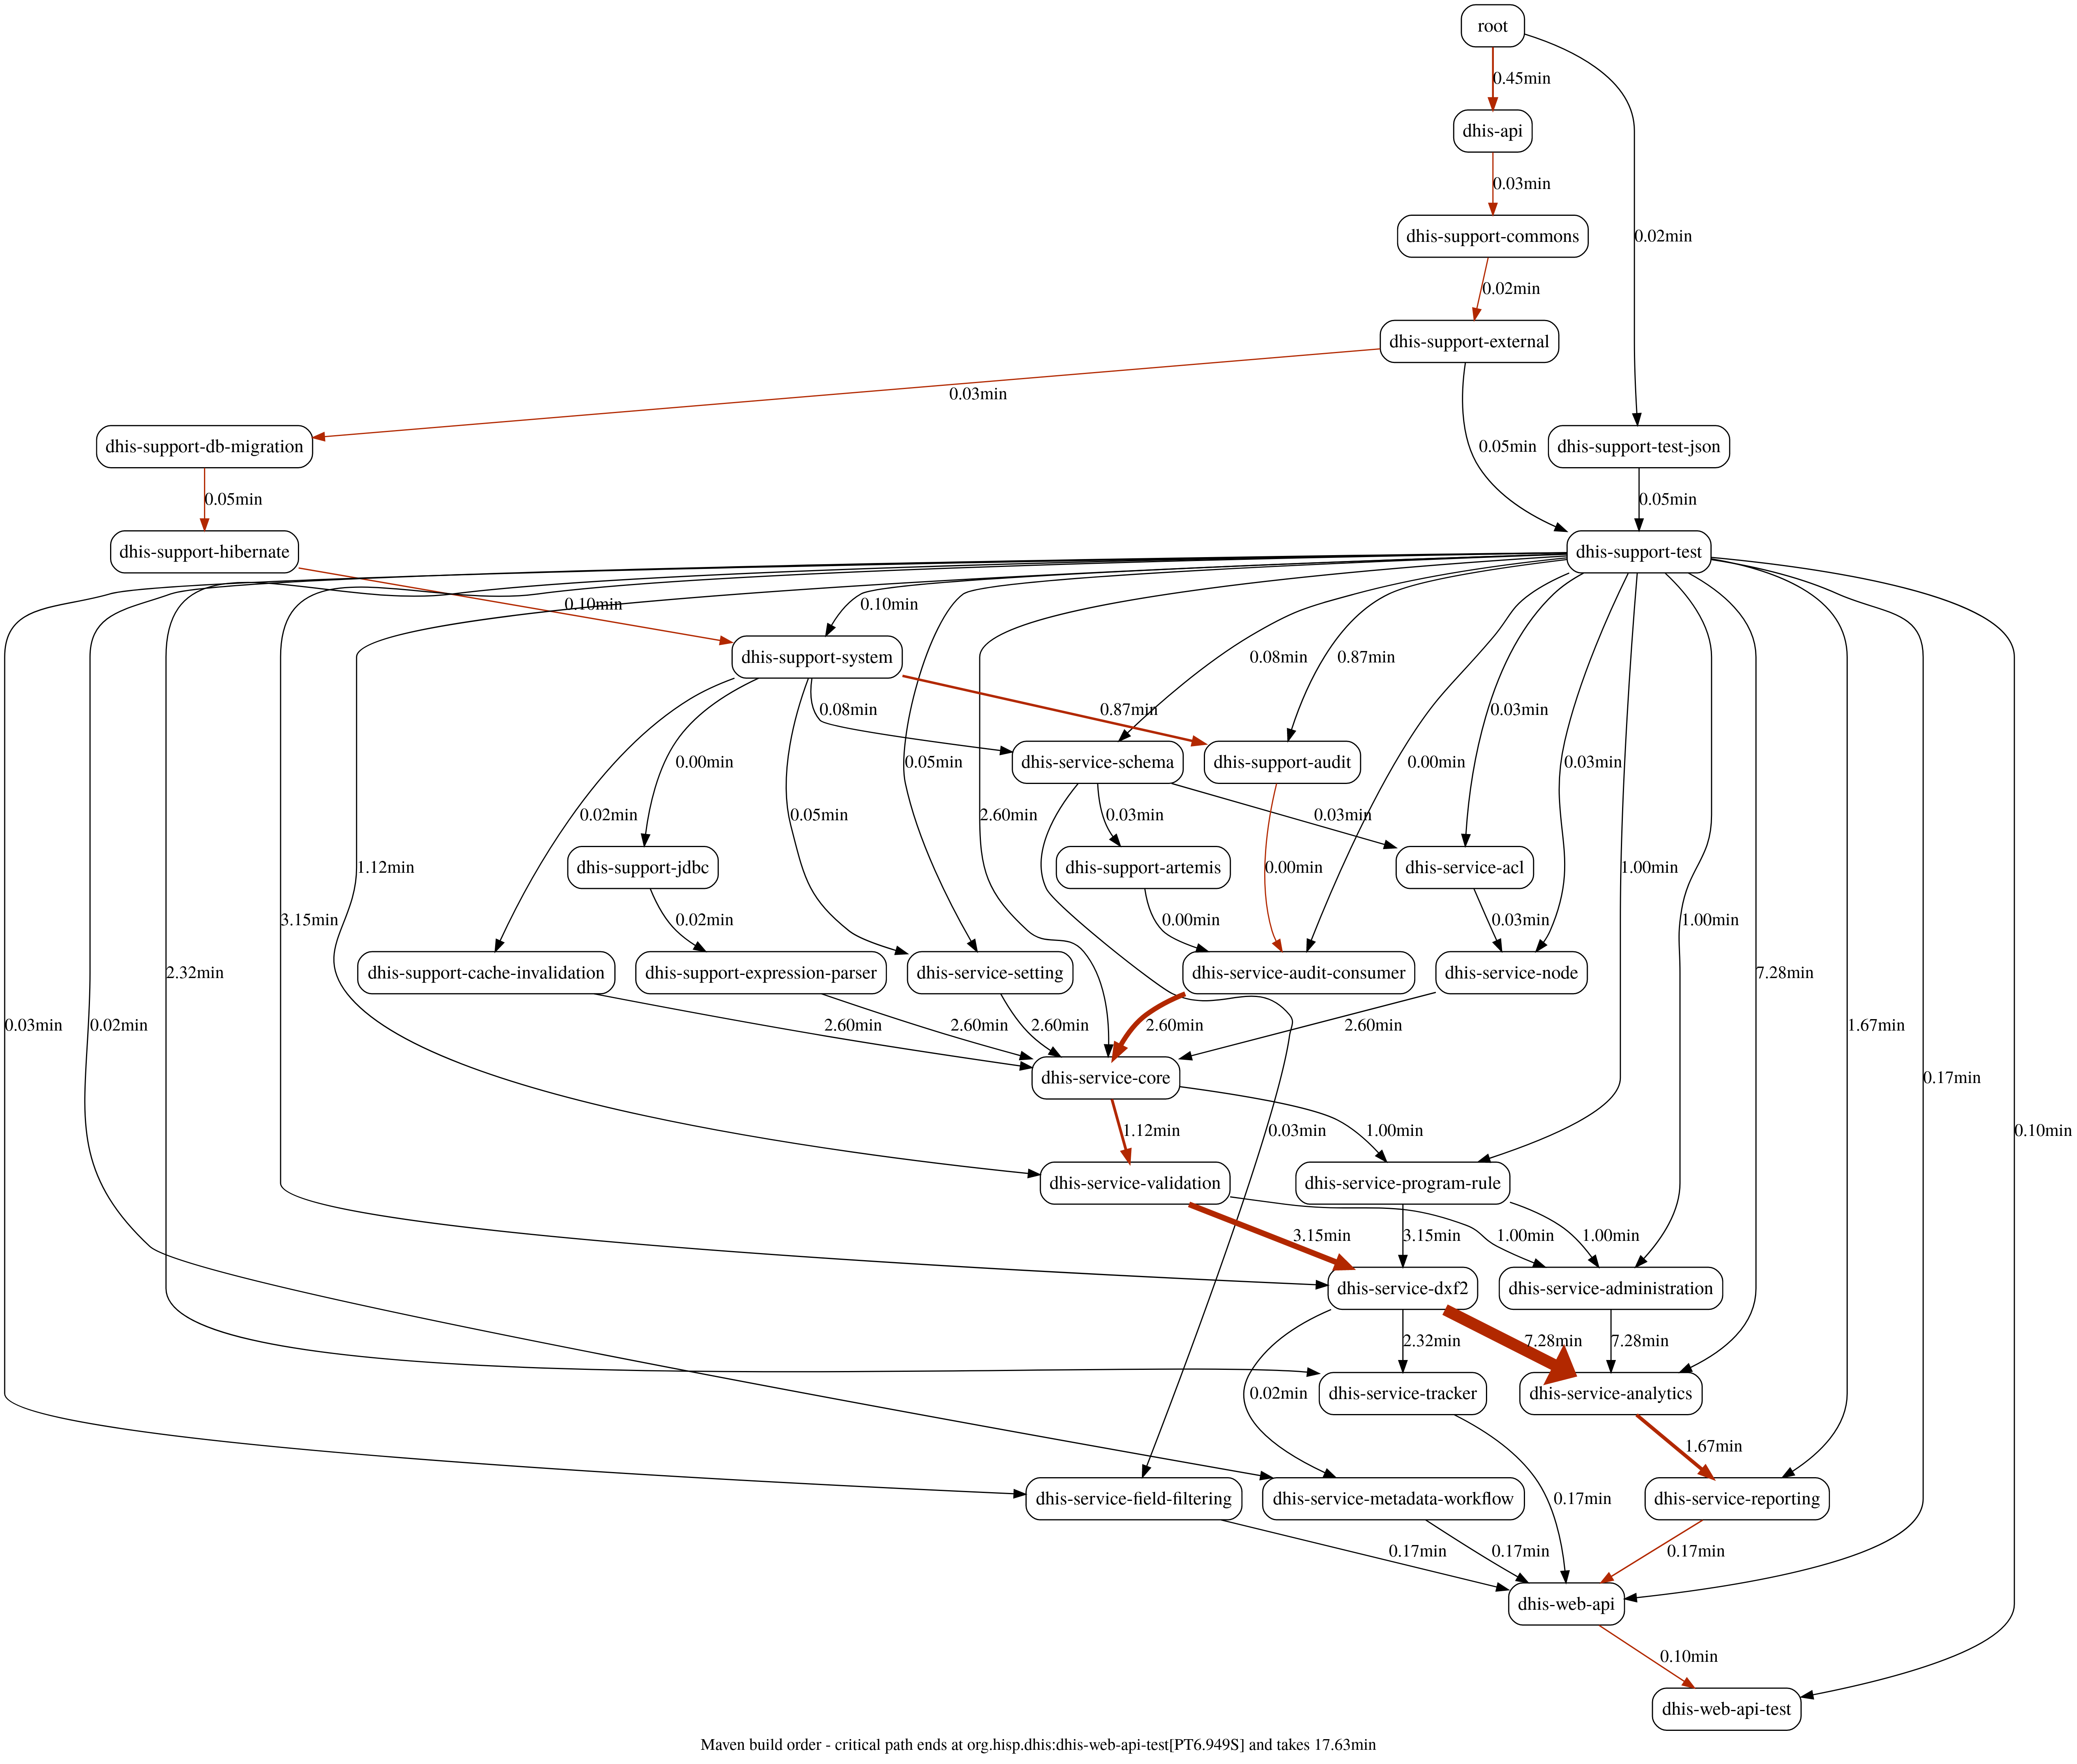 root
0.45min
dhis-api
0.03min
dhis-support-commons
0.02min
0.02min
dhis-support-external
0.03min
dhis-support-db-migration
0.05min
dhis-support-test-json
0.05min
0.05min
dhis-support-hibernate
dhis-support-test
0.10min
0.10min
dhis-support-system
0.08min
0.87min
0.08min
0.87min
0.03min
0.00min
0.05min
dhis-service-schema
dhis-support-audit
0.00min
0.03min
0.02min
0.05min
2.60min
0.03min
0.03min
1.12min
dhis-support-jdbc
dhis-support-artemis
0.00min
dhis-service-acl
1.00min
3.15min
0.02min
0.00min
0.03min
1.00min
2.32min
dhis-support-cache-invalidation
dhis-support-expression-parser
dhis-service-setting
dhis-service-audit-consumer
dhis-service-node
7.28min
0.03min
0.02min
2.60min
2.60min
2.60min
2.60min
2.60min
1.67min
dhis-service-core
0.17min
1.12min
0.03min
1.00min
0.10min
dhis-service-validation
dhis-service-program-rule
3.15min
3.15min
1.00min
1.00min
dhis-service-dxf2
dhis-service-administration
2.32min
7.28min
7.28min
0.02min
dhis-service-tracker
dhis-service-analytics
1.67min
dhis-service-field-filtering
dhis-service-metadata-workflow
0.17min
dhis-service-reporting
0.17min
0.17min
0.17min
dhis-web-api
0.10min
dhis-web-api-test
Maven build order - critical path ends at org.hisp.dhis:dhis-web-api-test[PT6.949S] and takes 17.63min